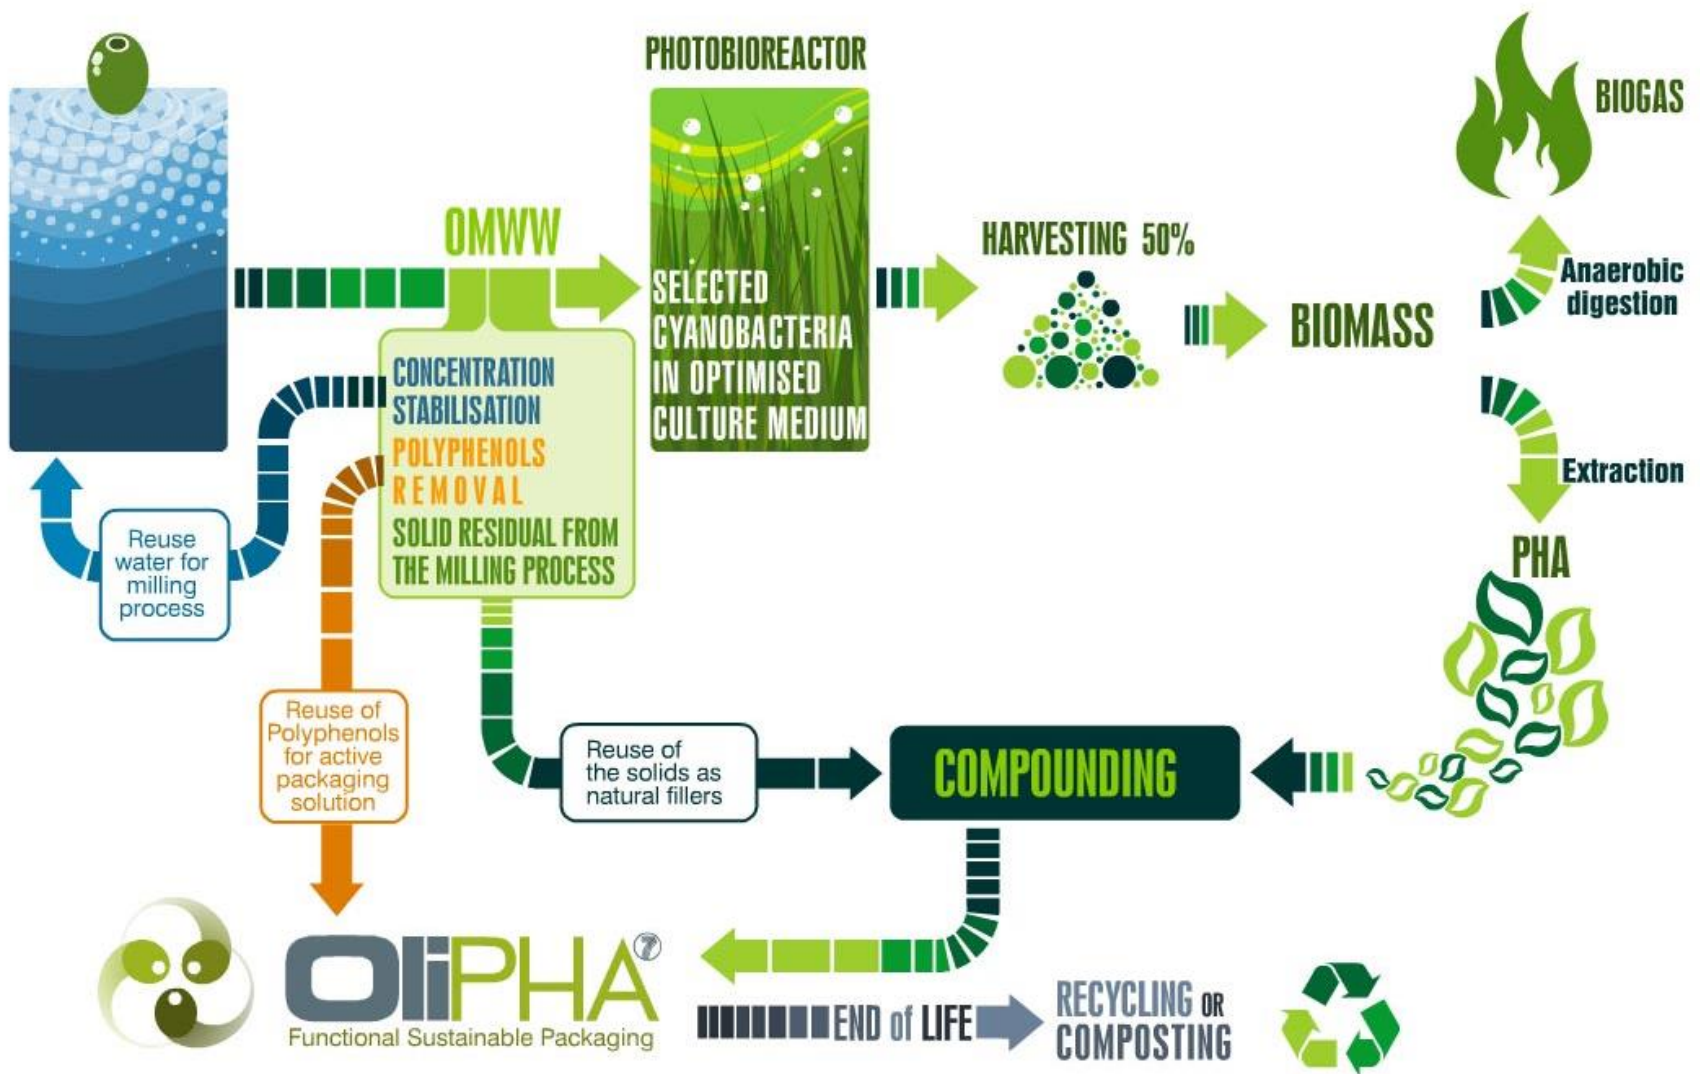 PHOTOBIOREACTOR
BIOGAS
OMWW
HARVESTING 50%
SELECTED
CYANOBACTERIA
IN OPTIMISED
CULTURE MEDIUM
BIOMASS
Anaerobic
digestion
CONCENTRATION
STABILISATION
POLYPHENOLS
REMOVAL
SOLID RESIDUAL FROM
THE MILLING PROCESS
Extraction
Reuse
water for
milling
process
PHA
Reuse of
Polyphenols
for active
packaging
solution
Reuse of
the solids as
natural fillers
COMPOUNDING
OliPHA 7
Functional Sustainable Packaging
END of LIFE
RECYCLING OR
COMPOSTING